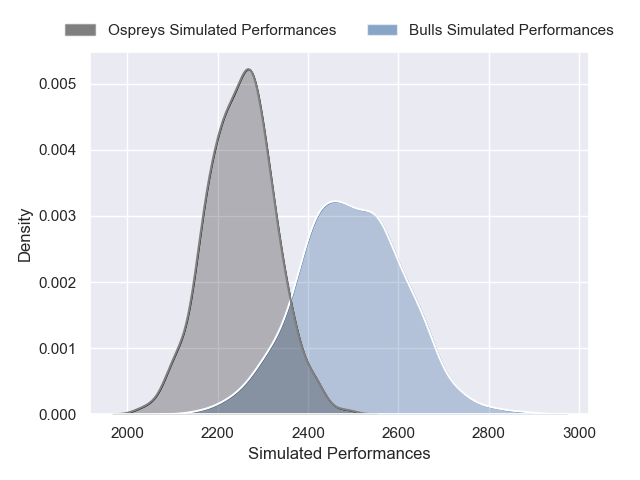 Ospreys Simulated Performances
Bulls Simulated Performances
0.005
0.004
0.003
0.002
0.001
0.000
Density
2000 2200 2400 2600 2800 3000
Simulated Performances